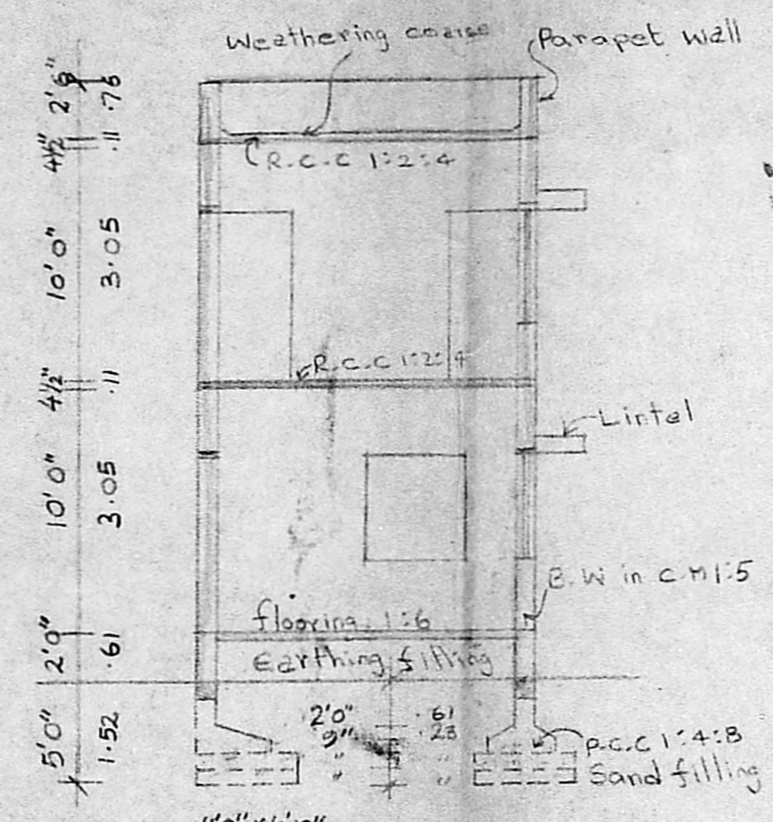 Weathering coarse
Parapet wall
2'6"
.76
4½"
.11
R.C.C 1:2:4
10'0"
3.05
R.C.C 1:2:4
4½"
.11
Lintel
10'0"
3.05
B.W in C.M 1:5
flooring 1:6
2'0"
.61
Earthing filling
2'0" .61
9" .23
" "
" "
5'0"
1.52
P.C.C 1:4:8
Sand filling